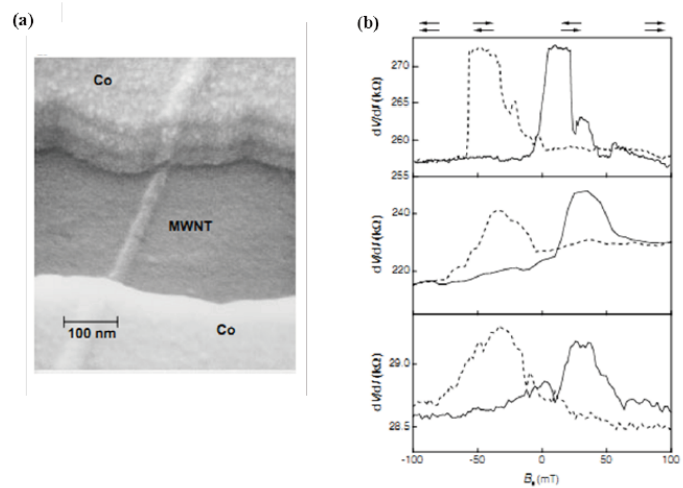 (a)
Co
MWNT
100 nm
Co
(b)
dV/dI (kΩ)
270
265
260
255
dV/dI (kΩ)
240
220
dV/dI (kΩ)
29.0
28.5
-100
-50
0
50
100
(mT)